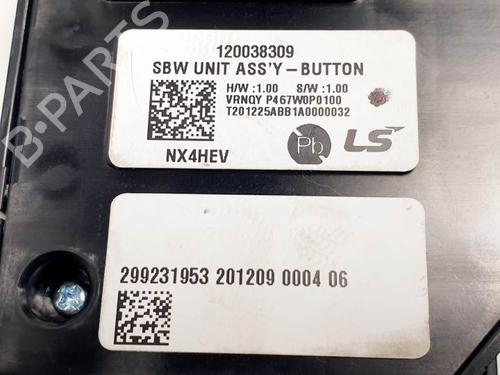 120038309
SBW UNIT ASS'Y-BUTTON
H/W :1.00 S/W :1.00
VRNQY P467W0P0100
T201225ABB1A0000032
NX4HEV
Pb
LS
299231953 201209 0004 06
B-Parts
B-Parts